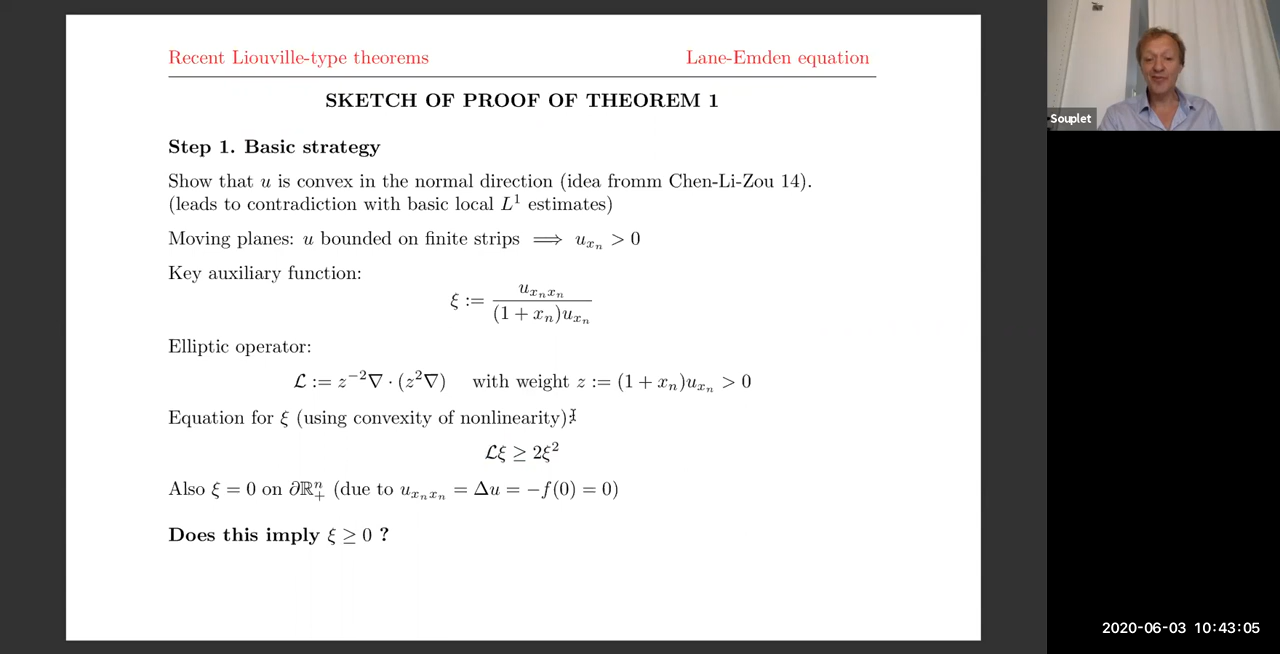 Recent Liouville-type theorems Lane-Emden equation
SKETCH OF PROOF OF THEOREM 1
Step 1. Basic strategy
Show that u is convex in the normal direction (idea fromm Chen-Li-Zou 14).
(leads to contradiction with basic local L¹ estimates)
Moving planes: u bounded on finite strips ⟹ u_{x_n} > 0
Key auxiliary function:
ξ := u_{x_n x_n} / ((1 + x_n)u_{x_n})
Elliptic operator:
ℒ := z⁻²∇ · (z²∇) with weight z := (1 + x_n)u_{x_n} > 0
Equation for ξ (using convexity of nonlinearity):
ℒξ ≥ 2ξ²
Also ξ = 0 on ∂ℝⁿ₊ (due to u_{x_n x_n} = Δu = −f(0) = 0)
Does this imply ξ ≥ 0 ?
Souplet
2020-06-03 10:43:05